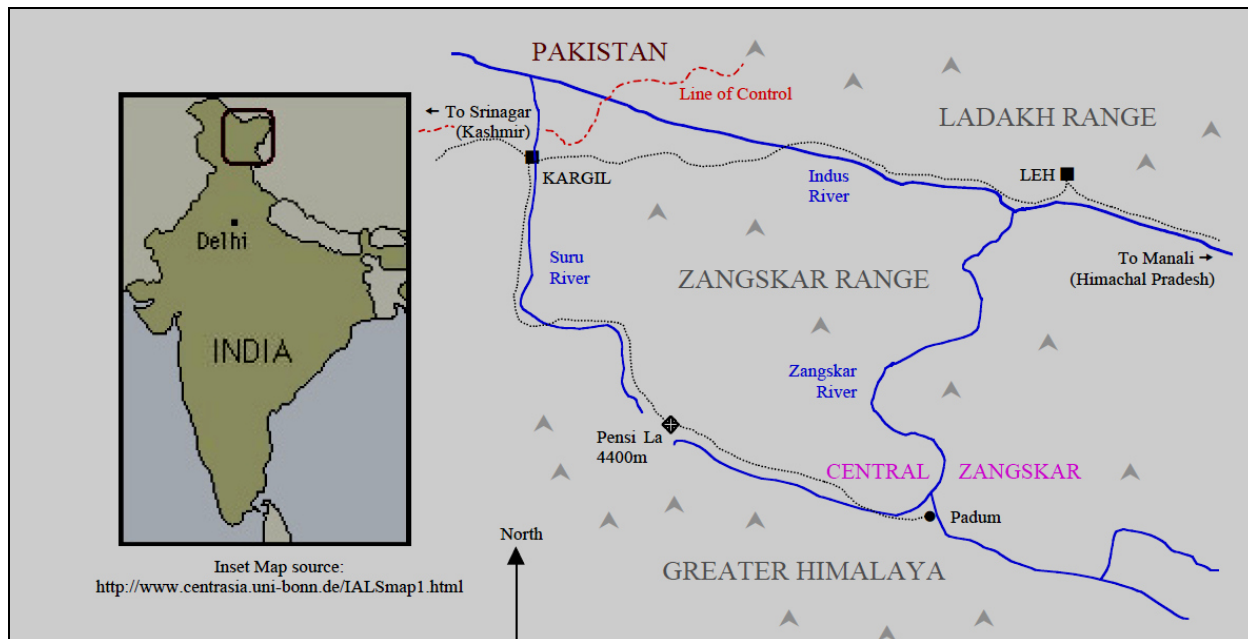 PAKISTAN
Line of Control
← To Srinagar
(Kashmir)
LADAKH RANGE
KARGIL
Indus
River
LEH
To Manali →
(Himachal Pradesh)
Suru
River
ZANGSKAR RANGE
Zangskar
River
Pensi La
4400m
CENTRAL ZANGSKAR
Padum
North
GREATER HIMALAYA
Delhi
INDIA
Inset Map source:
http://www.centrasia.uni-bonn.de/IALSmap1.html